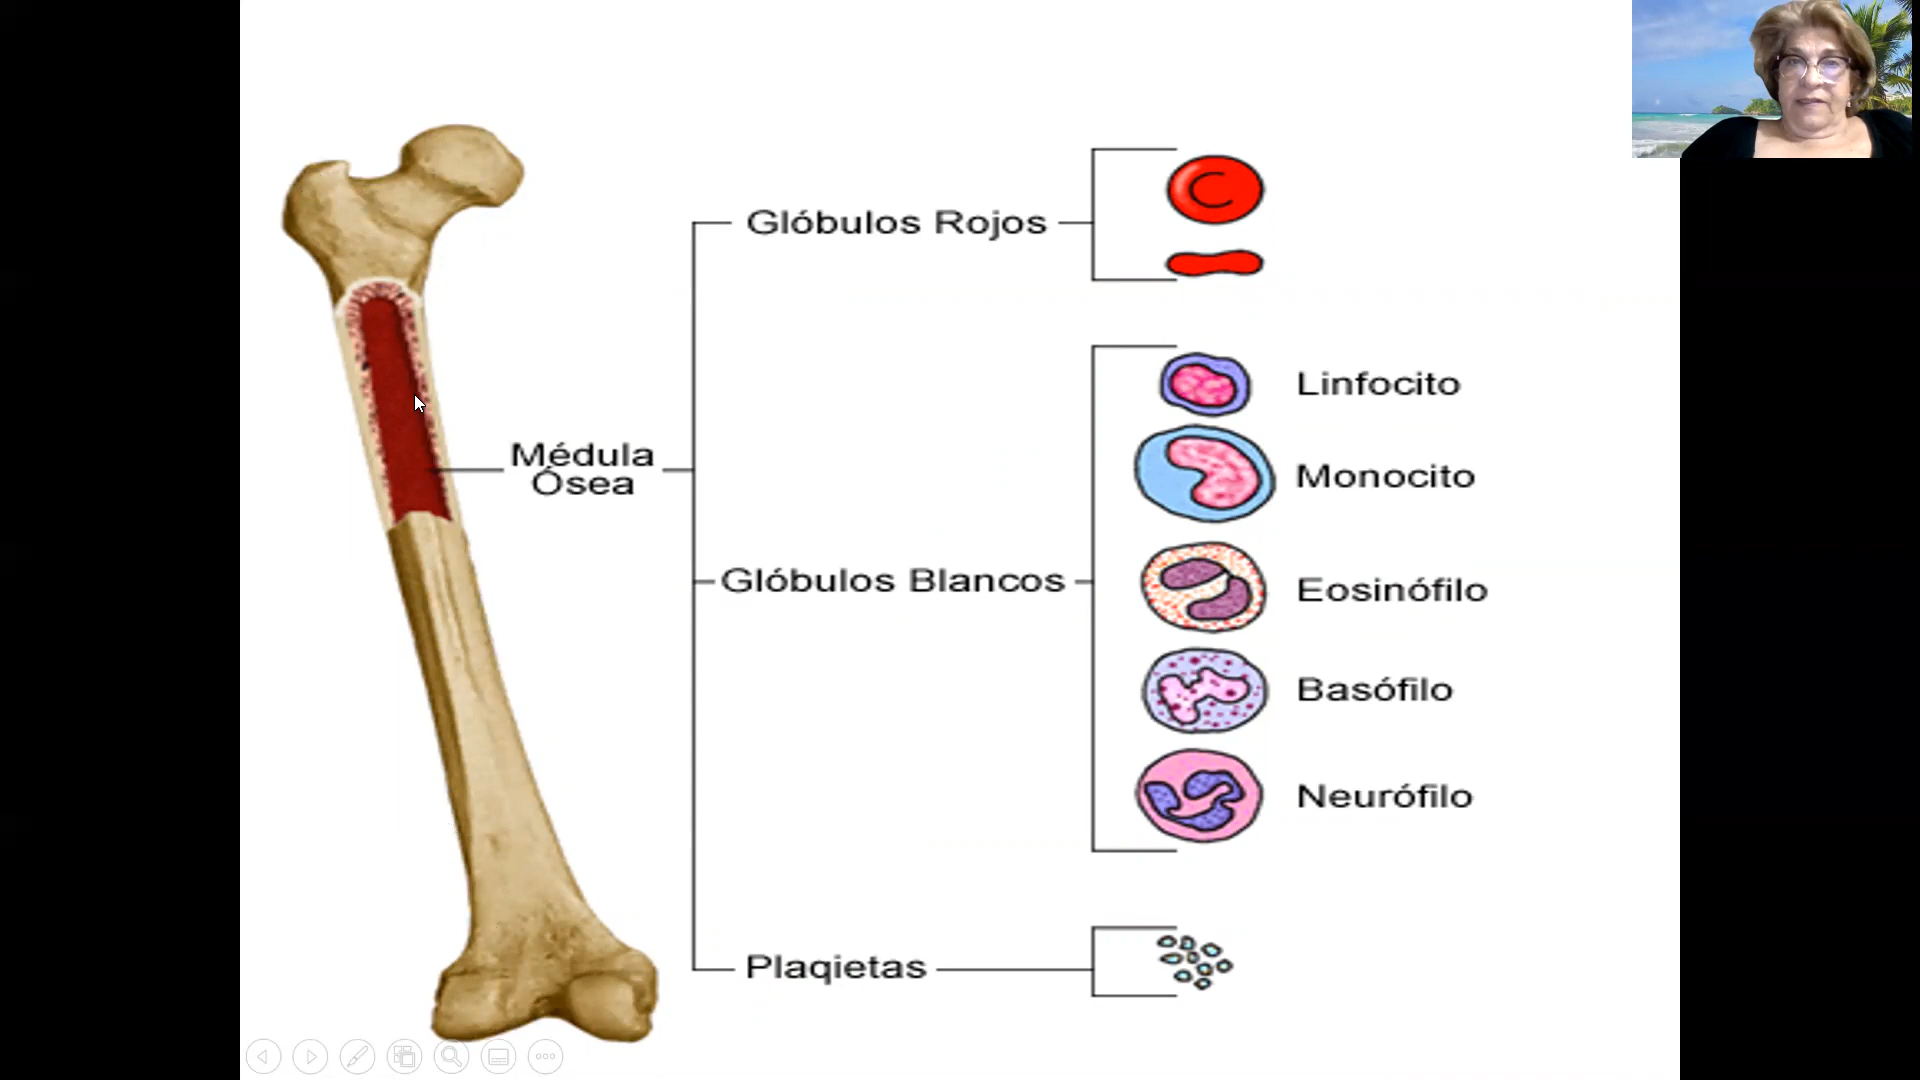 Glóbulos Rojos
Linfocito
Médula
Ósea
Monocito
Glóbulos Blancos
Eosinófilo
Basófilo
Neurófilo
Plaqietas